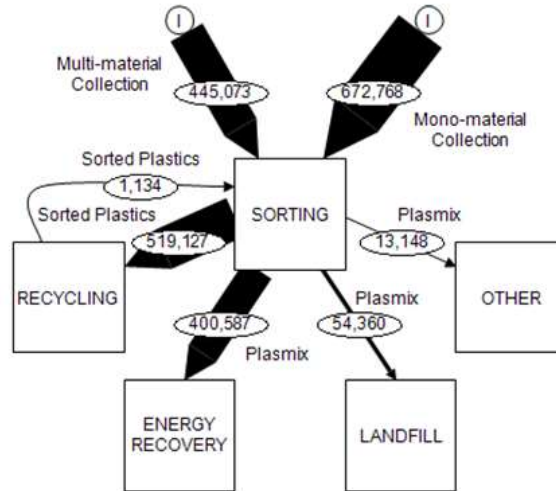 I
I
Multi-material
Collection
445,073
672,768
Mono-material
Collection
Sorted Plastics
1,134
Sorted Plastics
SORTING
Plasmix
519,127
13,148
RECYCLING
OTHER
Plasmix
400,587
54,360
Plasmix
ENERGY
RECOVERY
LANDFILL